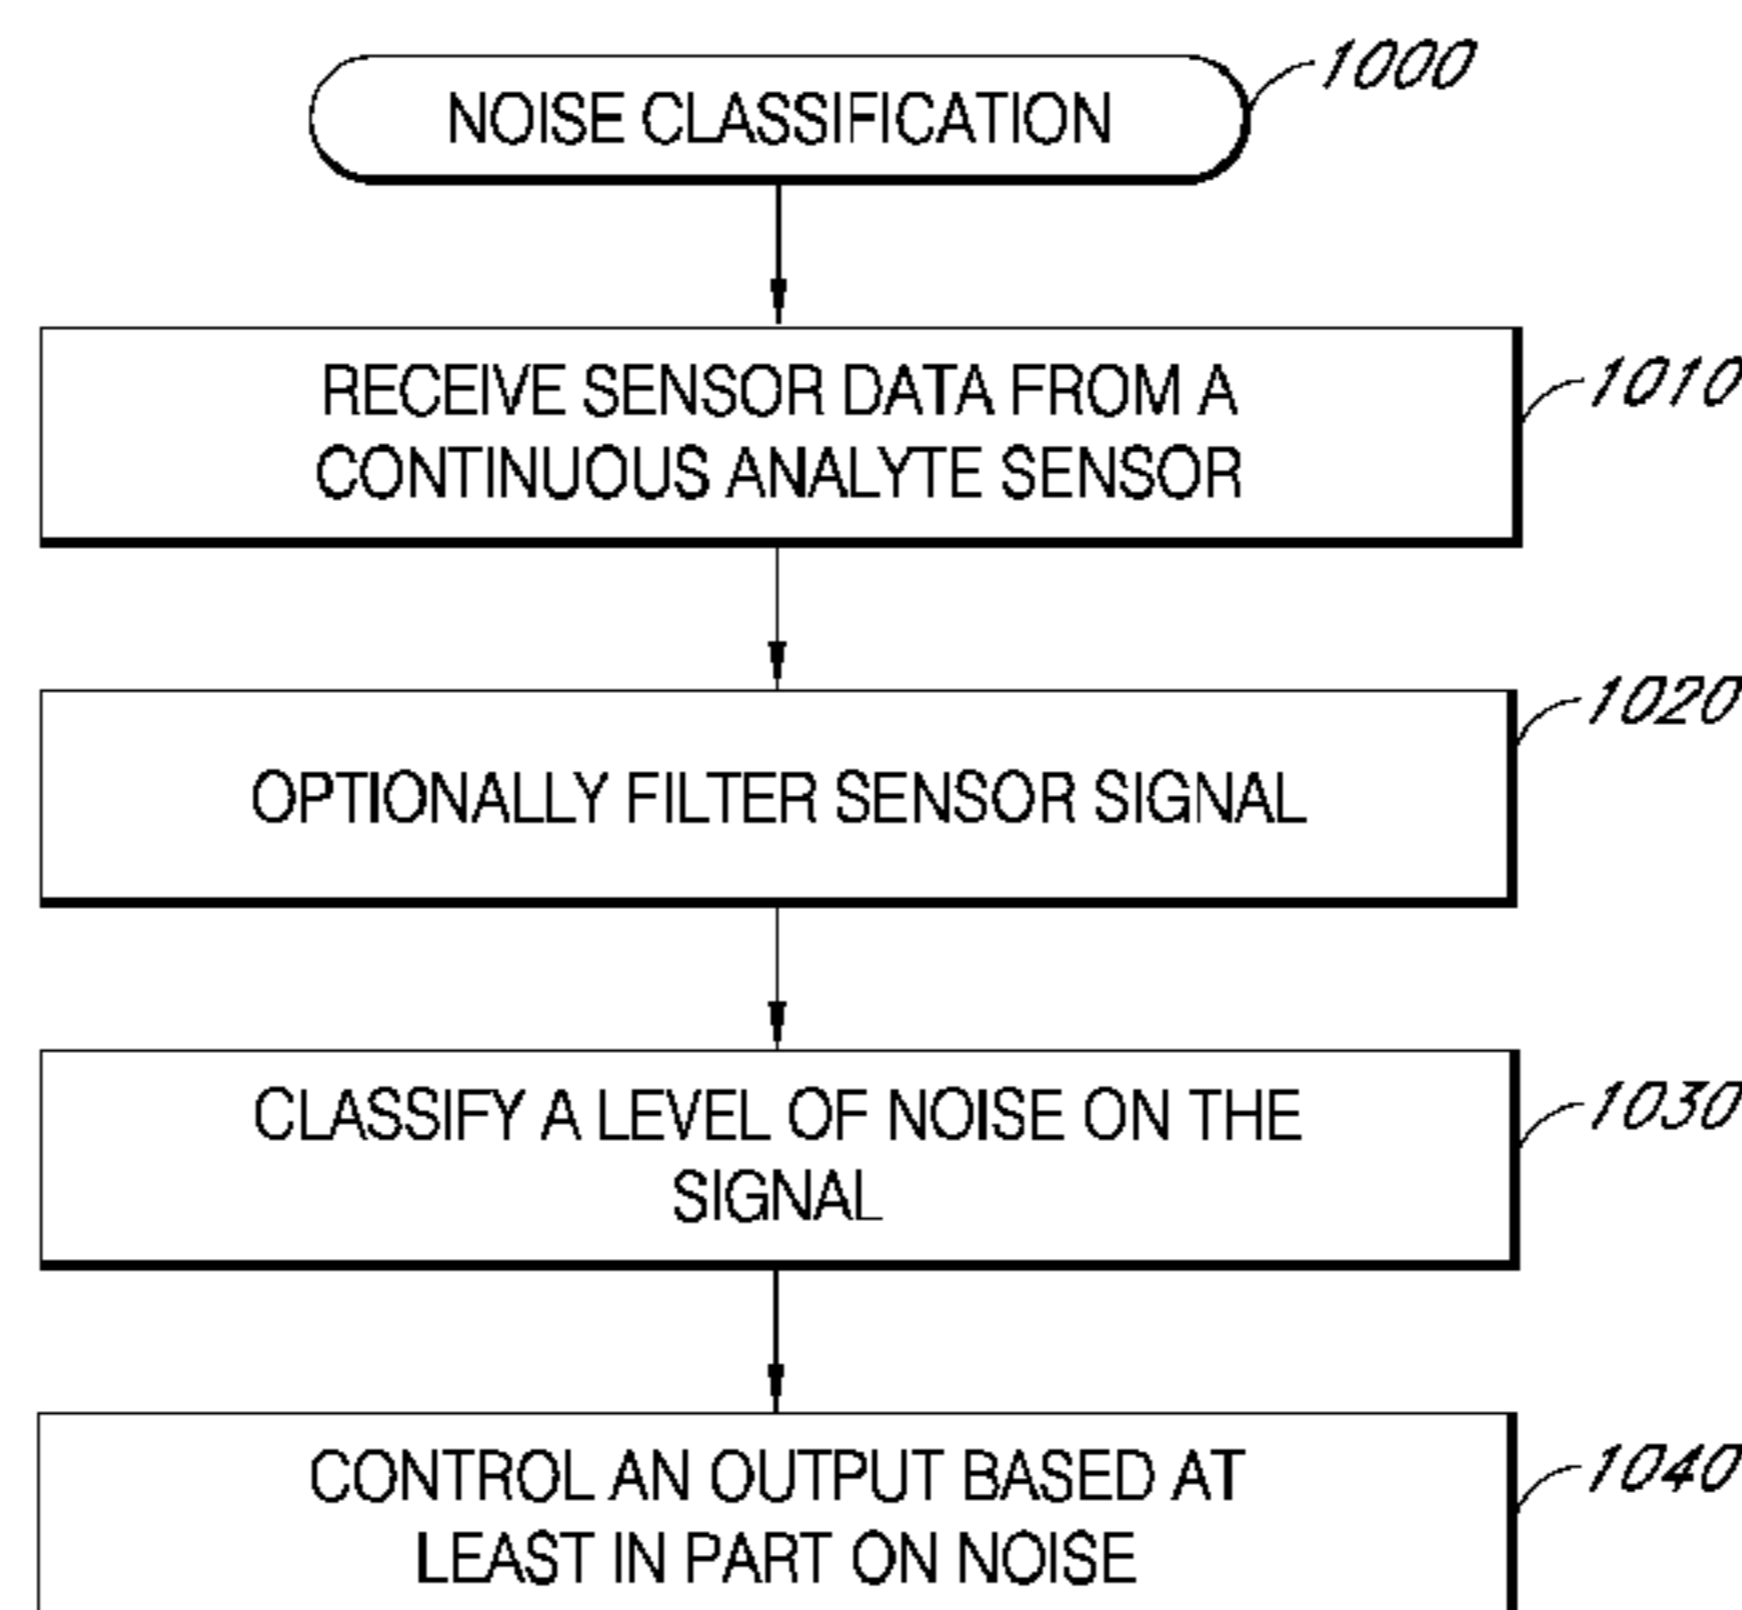 NOISE CLASSIFICATION
1000
RECEIVE SENSOR DATA FROM A
CONTINUOUS ANALYTE SENSOR
1010
OPTIONALLY FILTER SENSOR SIGNAL
1020
CLASSIFY A LEVEL OF NOISE ON THE
SIGNAL
1030
CONTROL AN OUTPUT BASED AT
LEAST IN PART ON NOISE
1040